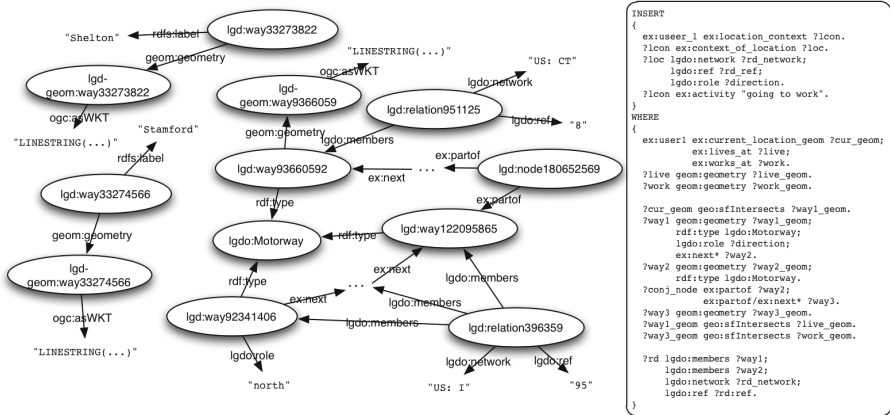 lgd:way33273822
rdfs:label
"Shelton"
geom:geometry
lgd-
geom:way33273822
ogc:asWKT
"LINESTRING(...)"
"Stamford"
rdfs:label
lgd:way33274566
geom:geometry
lgd-
geom:way33274566
ogc:asWKT
"LINESTRING(...)"
"LINESTRING(...)"
ogc:asWKT
lgd-
geom:way9366059
geom:geometry
"US: CT"
lgdo:network
lgd:relation951125
lgdo:ref
"8"
lgdo:members
lgd:way93660592
ex:next
...
ex:partof
lgd:node180652569
rdf:type
ex:partof
lgdo:Motorway
rdf:type
lgd:way122095865
rdf:type
ex:next
...
ex:next
lgdo:members
lgdo:members
lgdo:members
lgd:way92341406
lgd:relation396359
lgdo:role
"north"
lgdo:network
"US: I"
lgdo:ref
"95"
INSERT
{
ex:useer_1 ex:location_context ?lcon.
?lcon ex:context_of_location ?loc.
?loc lgdo:network ?rd_network;
lgdo:ref ?rd_ref;
lgdo:role ?direction.
?lcon ex:activity "going to work".
}
WHERE
{
ex:user1 ex:current_location_geom ?cur_geom;
ex:lives_at ?live;
ex:works_at ?work.
?live geom:geometry ?live_geom.
?work geom:geometry ?work_geom.
?cur_geom geo:sfIntersects ?way1_geom.
?way1 geom:geometry ?way1_geom;
rdf:type lgdo:Motorway;
lgdo:role ?direction;
ex:next* ?way2.
?way2 geom:geometry ?way2_geom;
rdf:type lgdo:Motorway.
?conj_node ex:partof ?way2;
ex:partof/ex:next* ?way3.
?way3 geom:geometry ?way3_geom.
?way1_geom geo:sfIntersects ?live_geom.
?way3_geom geo:sfIntersects ?work_geom.
?rd lgdo:members ?way1;
lgdo:members ?way2;
lgdo:network ?rd_network;
lgdo:ref ?rd:ref.
}